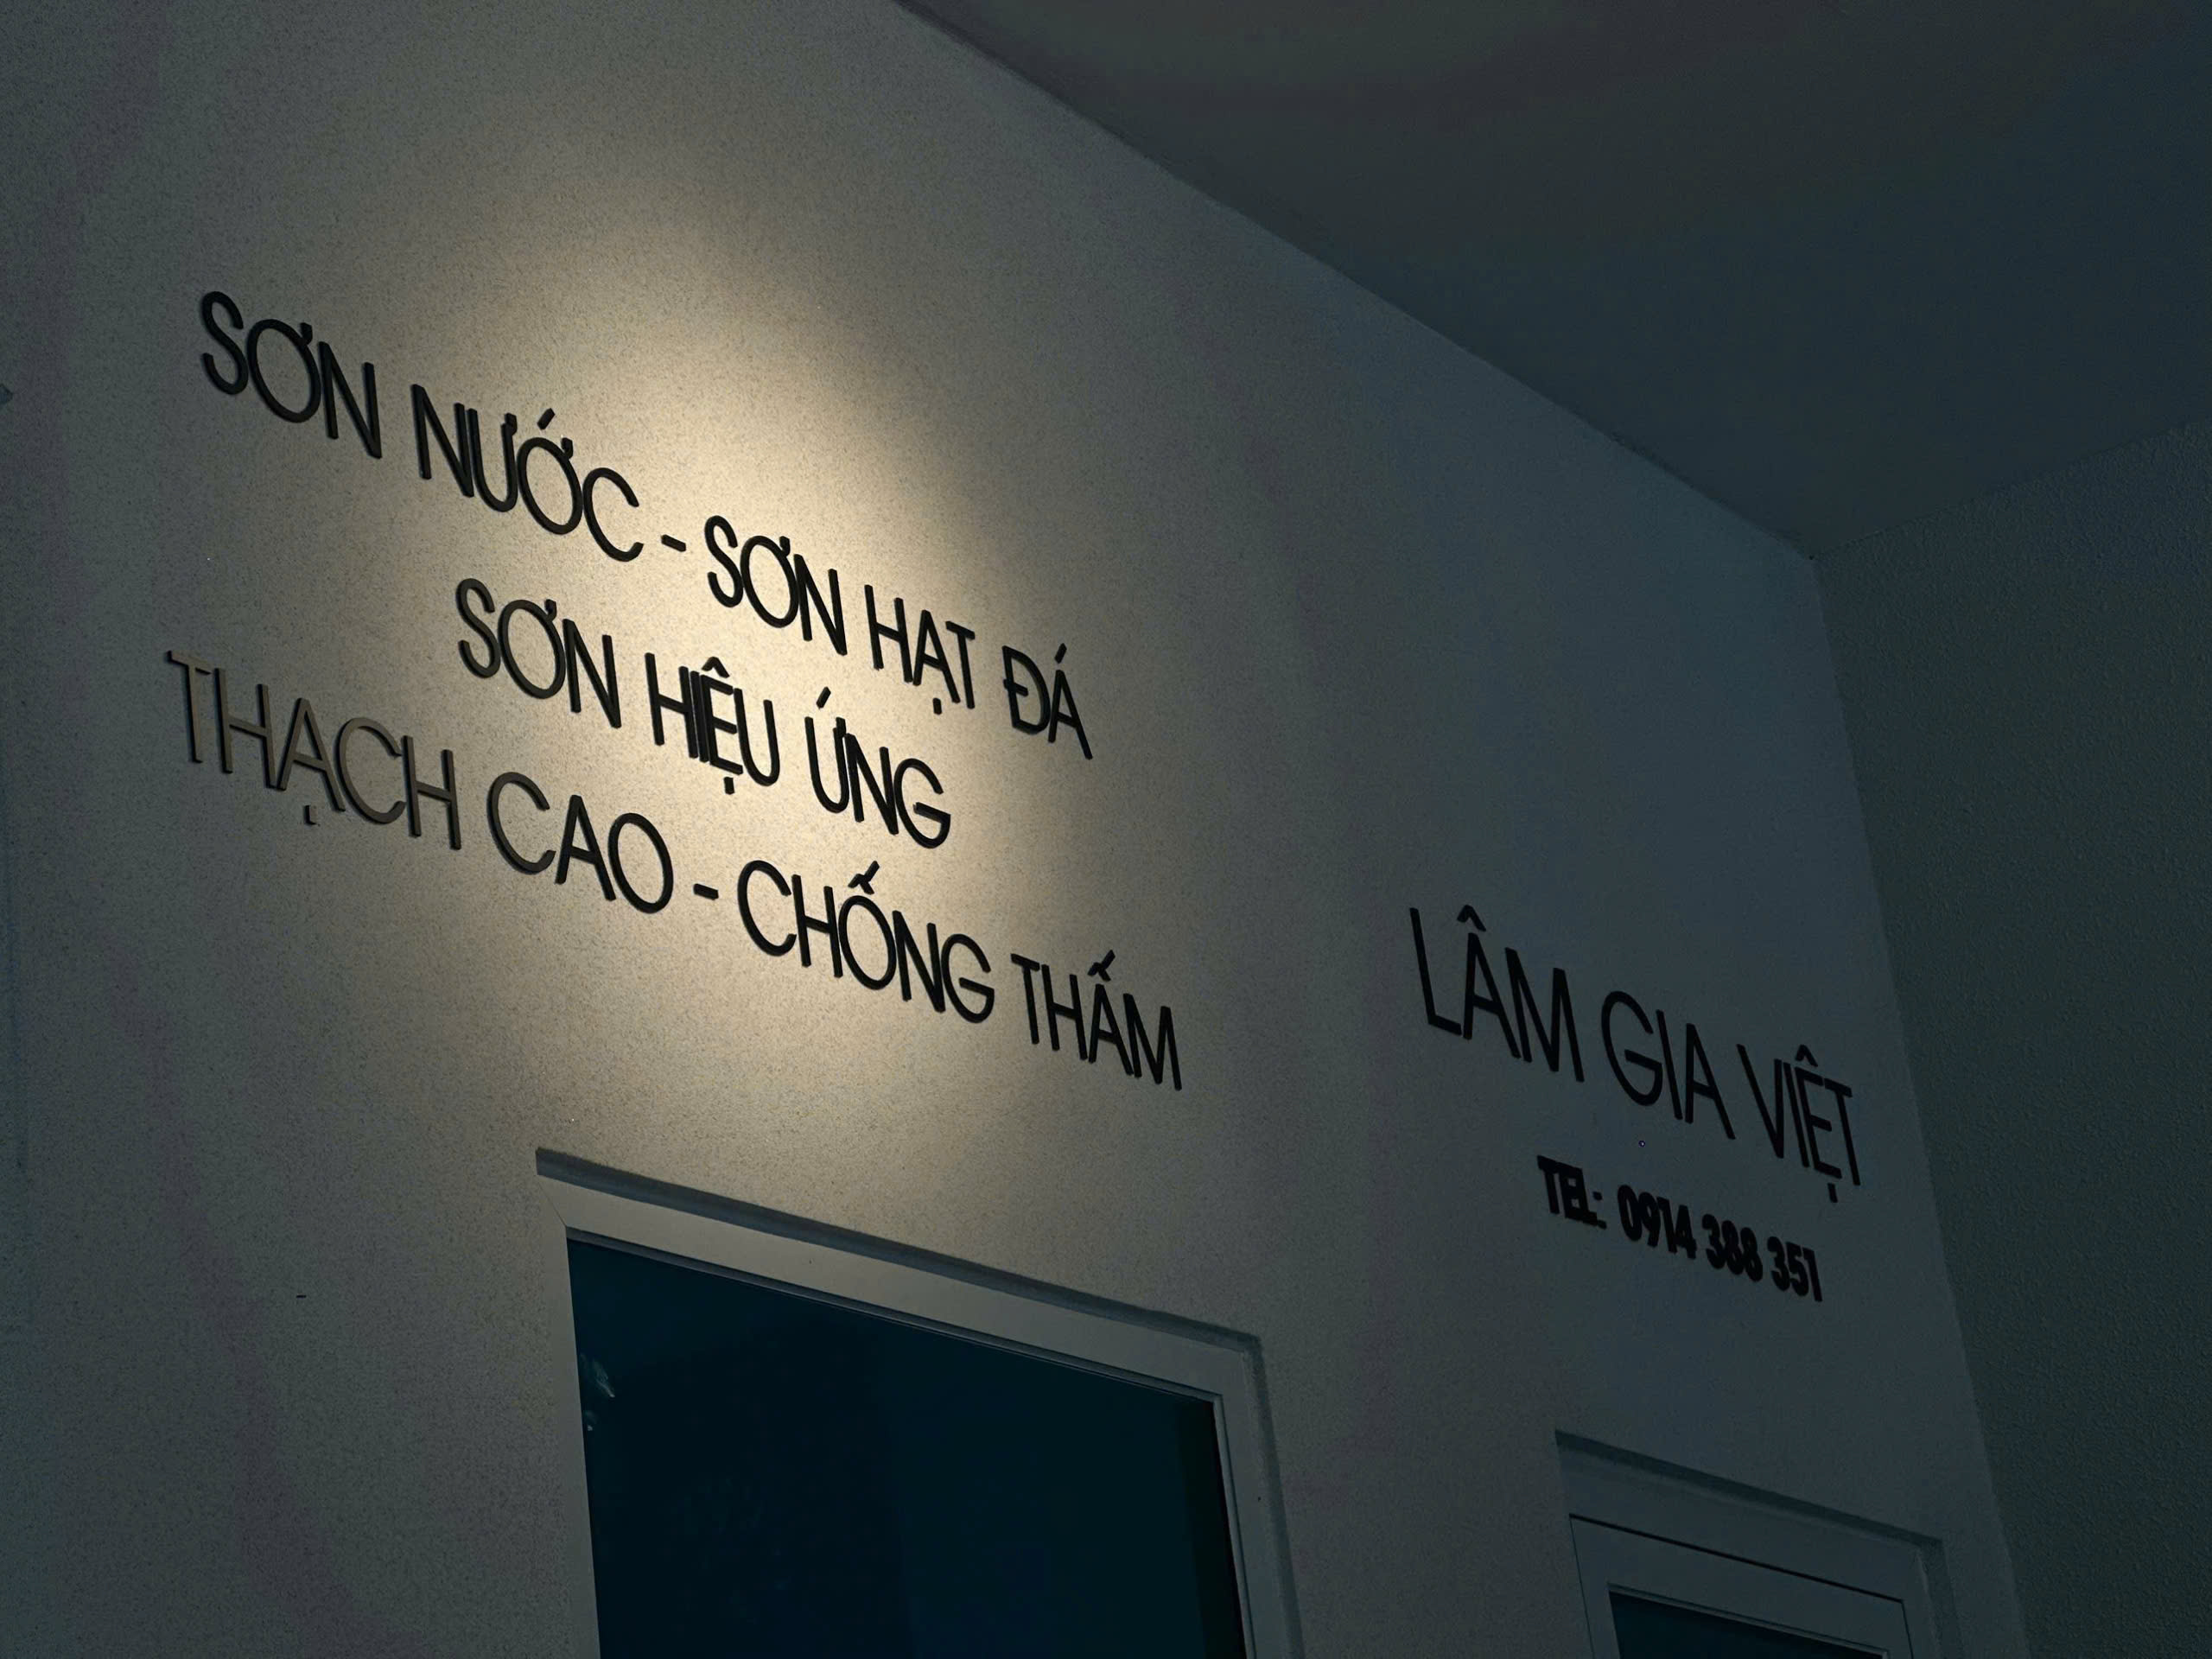 SƠN NƯỚC - SƠN HẠT ĐÁ
SƠN HIỆU ỨNG
THẠCH CAO - CHỐNG THẤM
LÂM GIA VIỆT
TEL: 0914 388 351